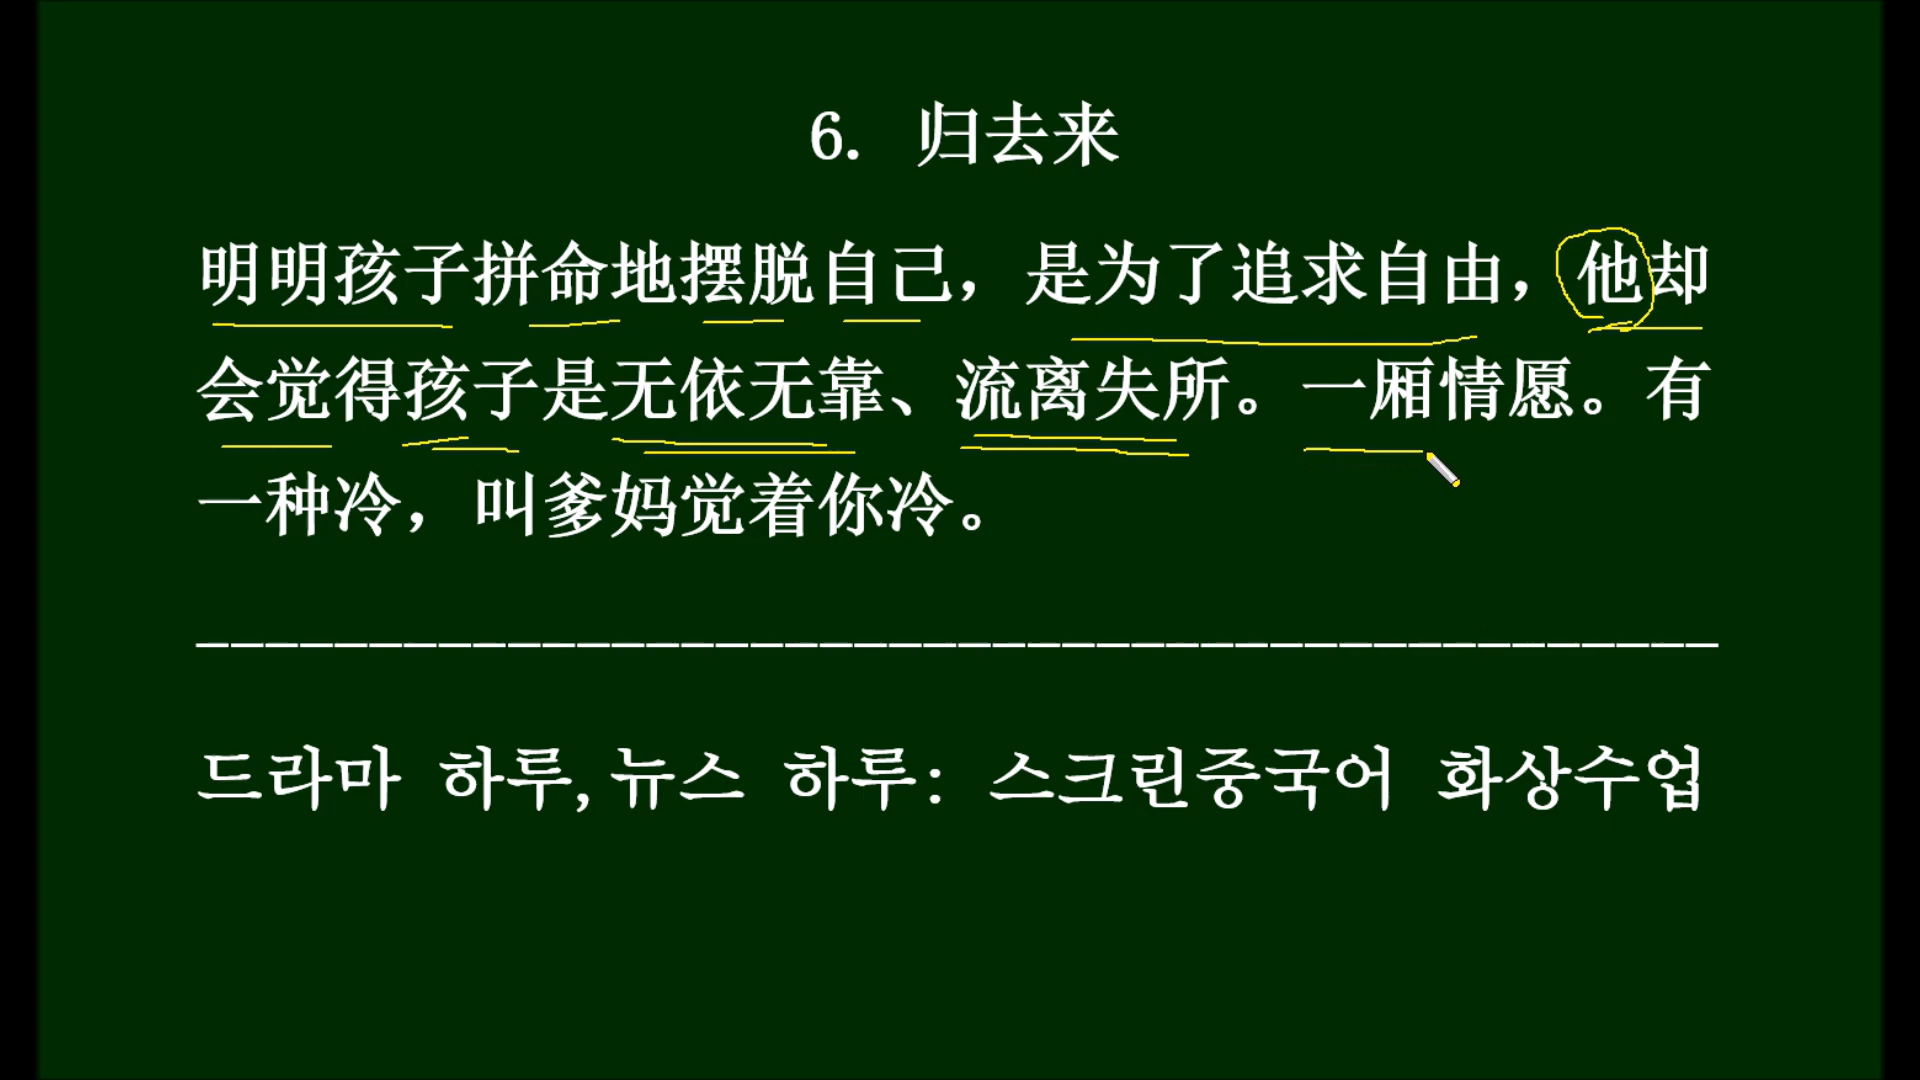 6. 归去来
明明孩子拼命地摆脱自己，是为了追求自由，他却
会觉得孩子是无依无靠、流离失所。一厢情愿。有
一种冷，叫爹妈觉着你冷。
드라마 하루, 뉴스 하루: 스크린중국어 화상수업